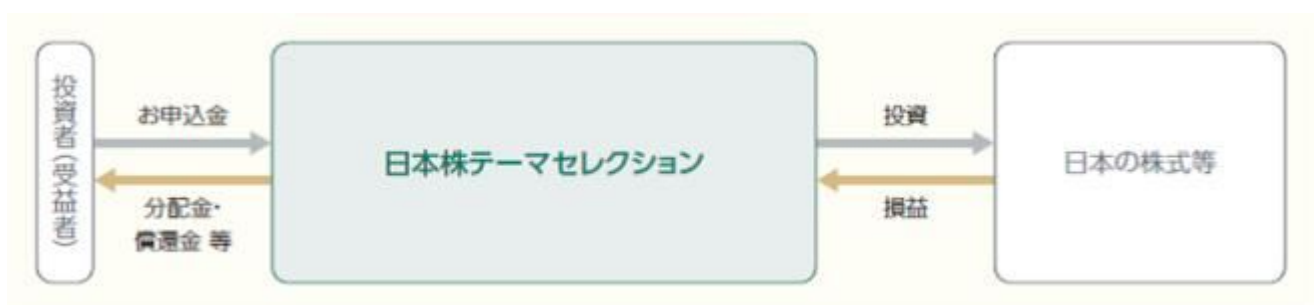 投資者(受益者)
お申込金
分配金・
償還金 等
日本株テーマセレクション
投資
損益
日本の株式等